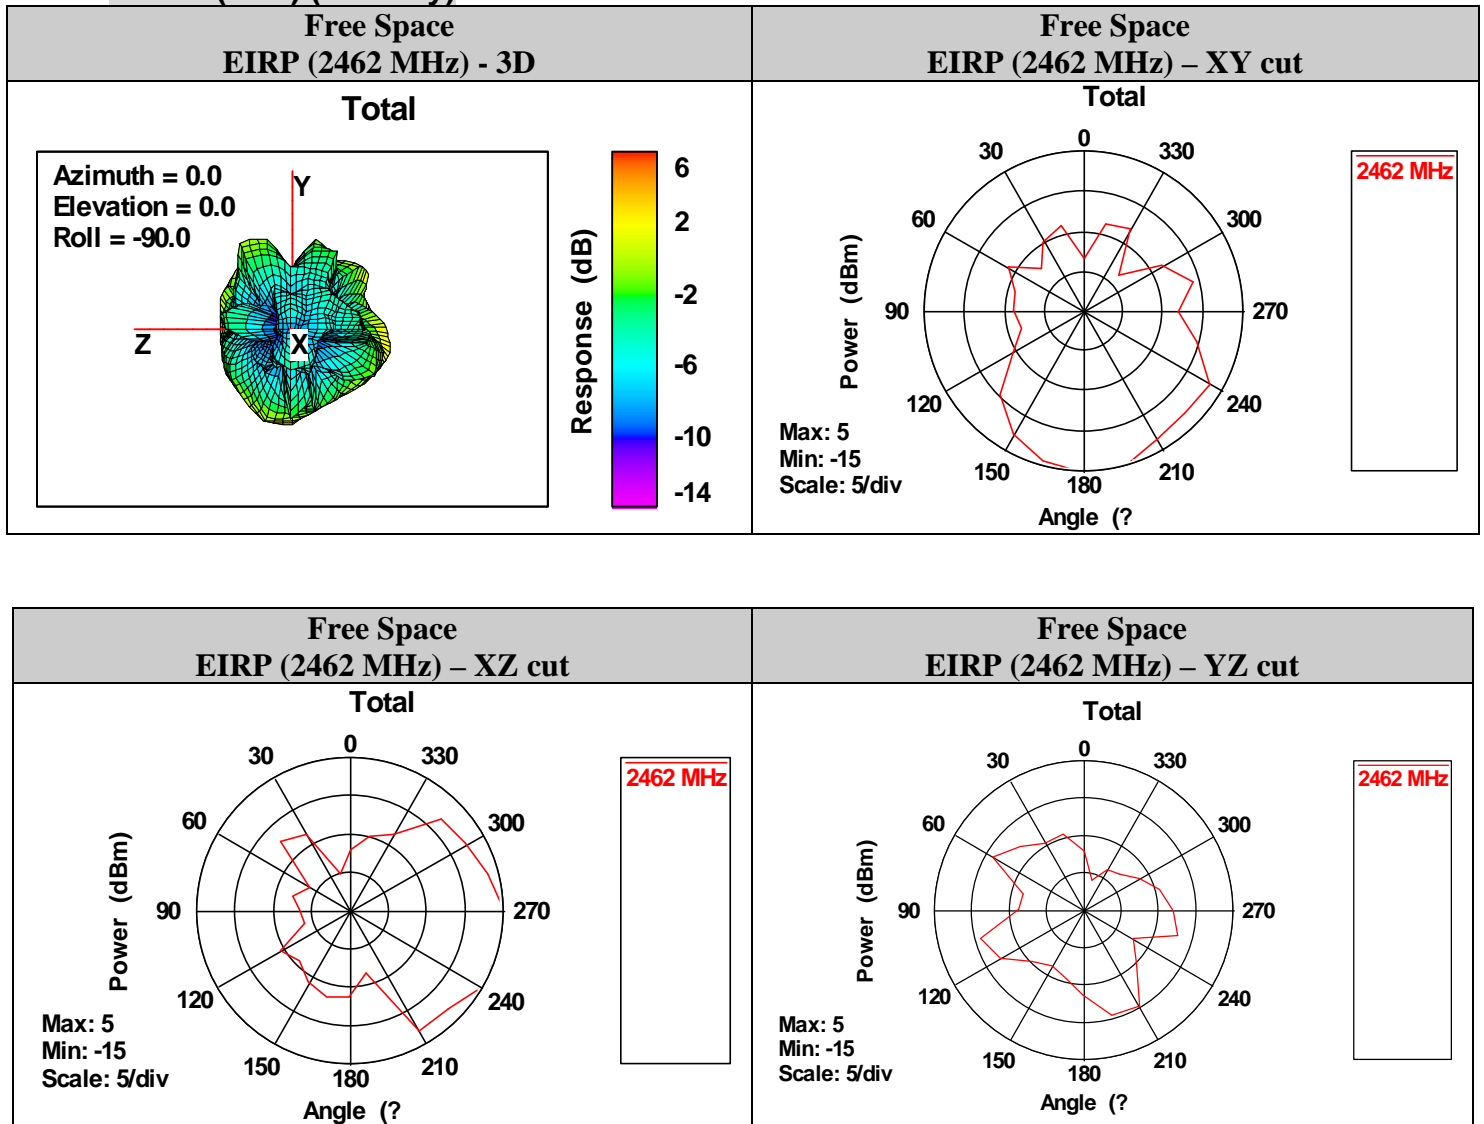 Free Space
EIRP (2462 MHz) - 3D
Total
Azimuth = 0.0
Elevation = 0.0
Roll = -90.0
Y
Z
X
Response (dB)
6
2
-2
-6
-10
-14
Free Space
EIRP (2462 MHz) – XY cut
Total
0
30
330
60
300
90
270
120
240
150
210
180
Power (dBm)
Max: 5
Min: -15
Scale: 5/div
Angle (?
2462 MHz
Free Space
EIRP (2462 MHz) – XZ cut
Total
0
30
330
60
300
90
270
120
240
150
210
180
Power (dBm)
Max: 5
Min: -15
Scale: 5/div
Angle (?
2462 MHz
Free Space
EIRP (2462 MHz) – YZ cut
Total
0
30
330
60
300
90
270
120
240
150
210
180
Power (dBm)
Max: 5
Min: -15
Scale: 5/div
Angle (?
2462 MHz